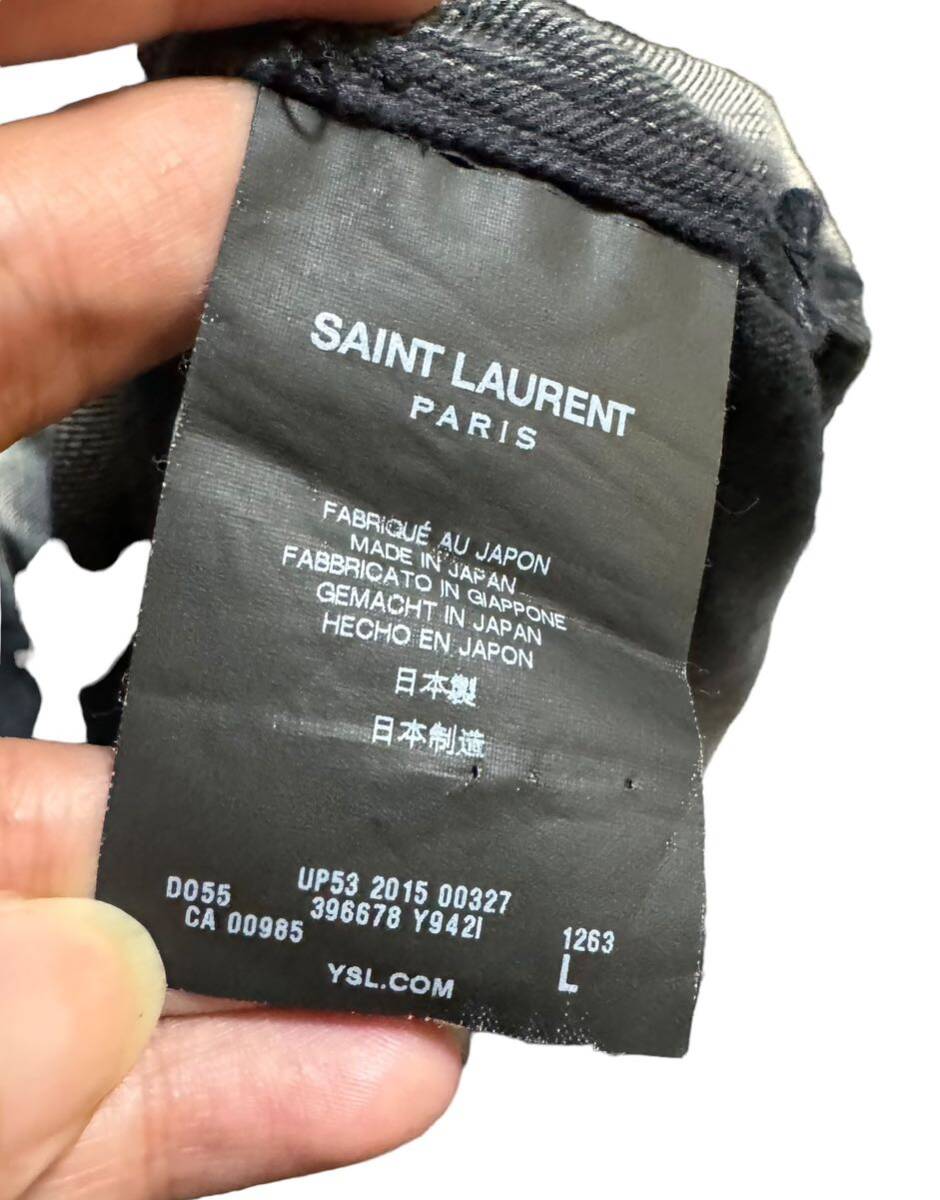 SAINT LAURENT
PARIS
FABRIQUÉ AU JAPON
MADE IN JAPAN
FABBRICATO IN GIAPPONE
GEMACHT IN JAPAN
HECHO EN JAPON
日本製
日本制造
D055 UP53 2015 00327
CA 00985 396678 Y942I 1263
L
YSL.COM